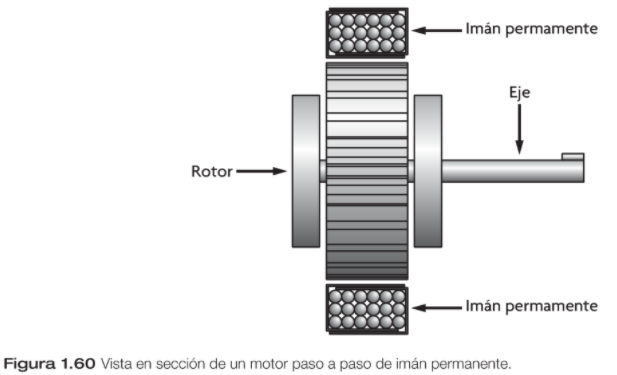 Imán permamente
Eje
Rotor
Imán permamente
Figura 1.60 Vista en sección de un motor paso a paso de imán permanente.